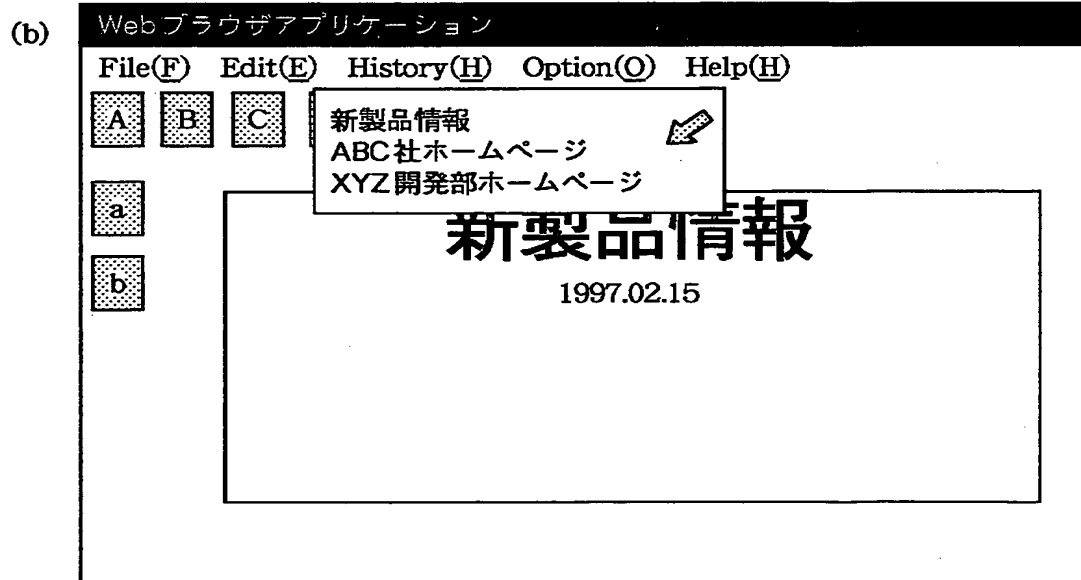 (b)
Webブラウザアプリケーション
File(F) Edit(E) History(H) Option(O) Help(H)
A B C
新製品情報
ABC社ホームページ
XYZ開発部ホームページ
a
新製品情報
b
1997.02.15